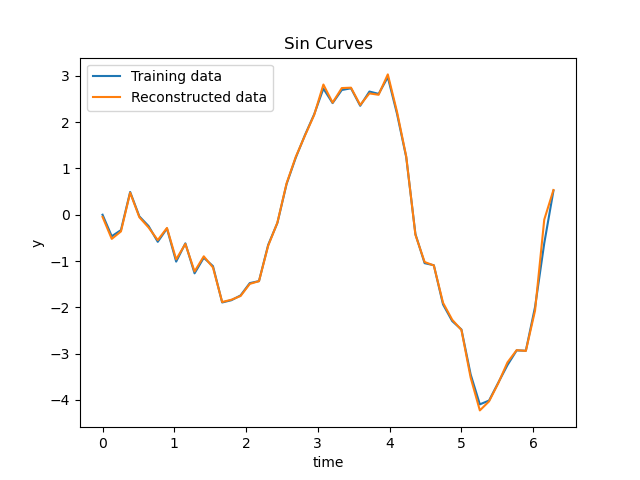 Sin Curves
Training data
Reconstructed data
3
2
1
0
−1
−2
−3
−4
y
0 1 2 3 4 5 6
time